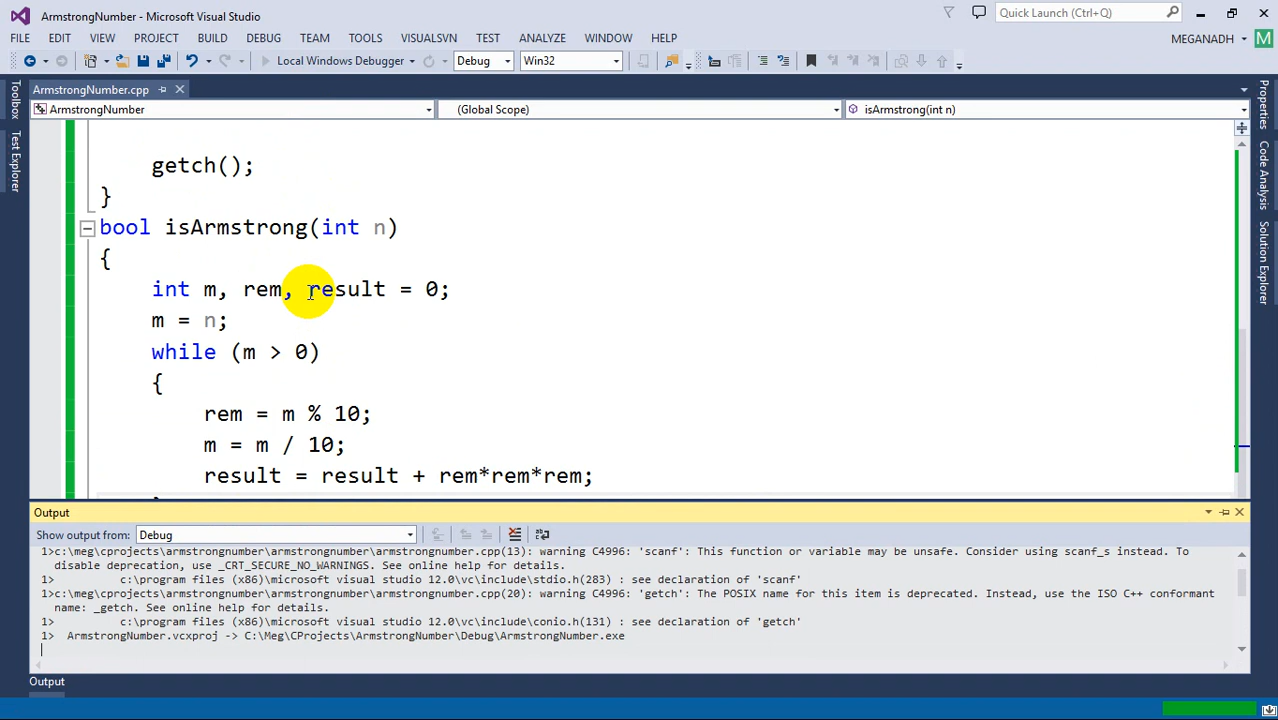 ArmstrongNumber - Microsoft Visual Studio
Quick Launch (Ctrl+Q)
FILE EDIT VIEW PROJECT BUILD DEBUG TEAM TOOLS VISUALSVN TEST ANALYZE WINDOW HELP
MEGANADH M
Local Windows Debugger Debug Win32
ArmstrongNumber.cpp
ArmstrongNumber (Global Scope) isArmstrong(int n)
Toolbox
Test Explorer
Properties
Code Analysis
Solution Explorer
getch();
}
bool isArmstrong(int n)
{
int m, rem, result = 0;
m = n;
while (m > 0)
{
rem = m % 10;
m = m / 10;
result = result + rem*rem*rem;
Output
Show output from: Debug
1>c:\meg\cprojects\armstrongnumber\armstrongnumber\armstrongnumber.cpp(13): warning C4996: 'scanf': This function or variable may be unsafe. Consider using scanf_s instead. To
disable deprecation, use _CRT_SECURE_NO_WARNINGS. See online help for details.
1> c:\program files (x86)\microsoft visual studio 12.0\vc\include\stdio.h(283) : see declaration of 'scanf'
1>c:\meg\cprojects\armstrongnumber\armstrongnumber\armstrongnumber.cpp(20): warning C4996: 'getch': The POSIX name for this item is deprecated. Instead, use the ISO C++ conformant
name: _getch. See online help for details.
1> c:\program files (x86)\microsoft visual studio 12.0\vc\include\conio.h(131) : see declaration of 'getch'
1> ArmstrongNumber.vcxproj -> C:\Meg\CProjects\ArmstrongNumber\Debug\ArmstrongNumber.exe
Output